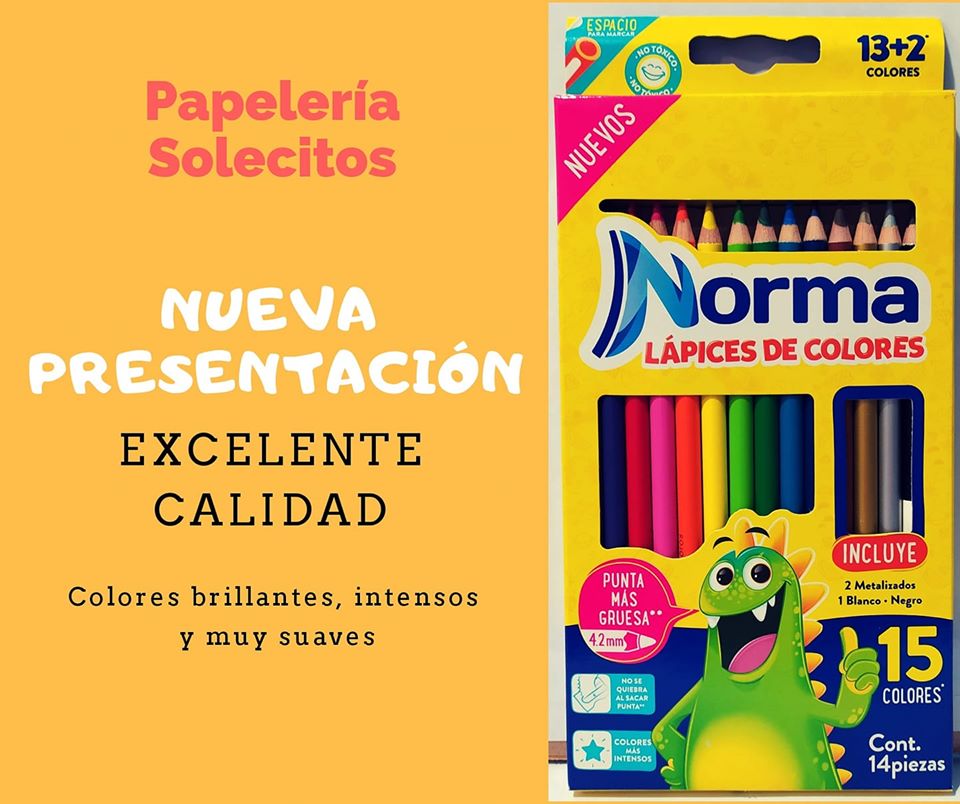 Papelería
Solecitos
NUEVA
PRESENTACIÓN
EXCELENTE
CALIDAD
Colores brillantes, intensos
y muy suaves
ESPACIO
PARA MARCAR
NO TÓXICO
NO TÓXICO
13+2*
COLORES
NUEVOS
Norma
LÁPICES DE COLORES
INCLUYE
2 Metalizados
1 Blanco • Negro
PUNTA
MÁS
GRUESA**
4.2mm
NO SE
QUIEBRA
AL SACAR
PUNTA**
COLORES
MÁS
INTENSOS
15
COLORES*
Cont.
14piezas